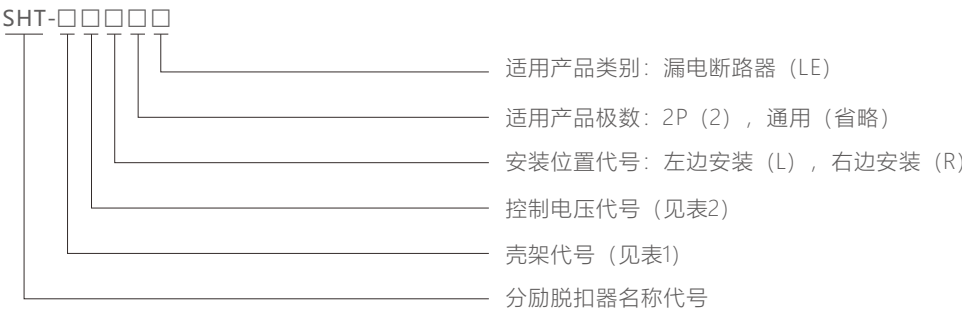 SHT-□□□□□
适用产品类别：漏电断路器（LE）
适用产品极数：2P（2），通用（省略）
安装位置代号：左边安装（L），右边安装（R）
控制电压代号（见表2）
壳架代号（见表1）
分励脱扣器名称代号